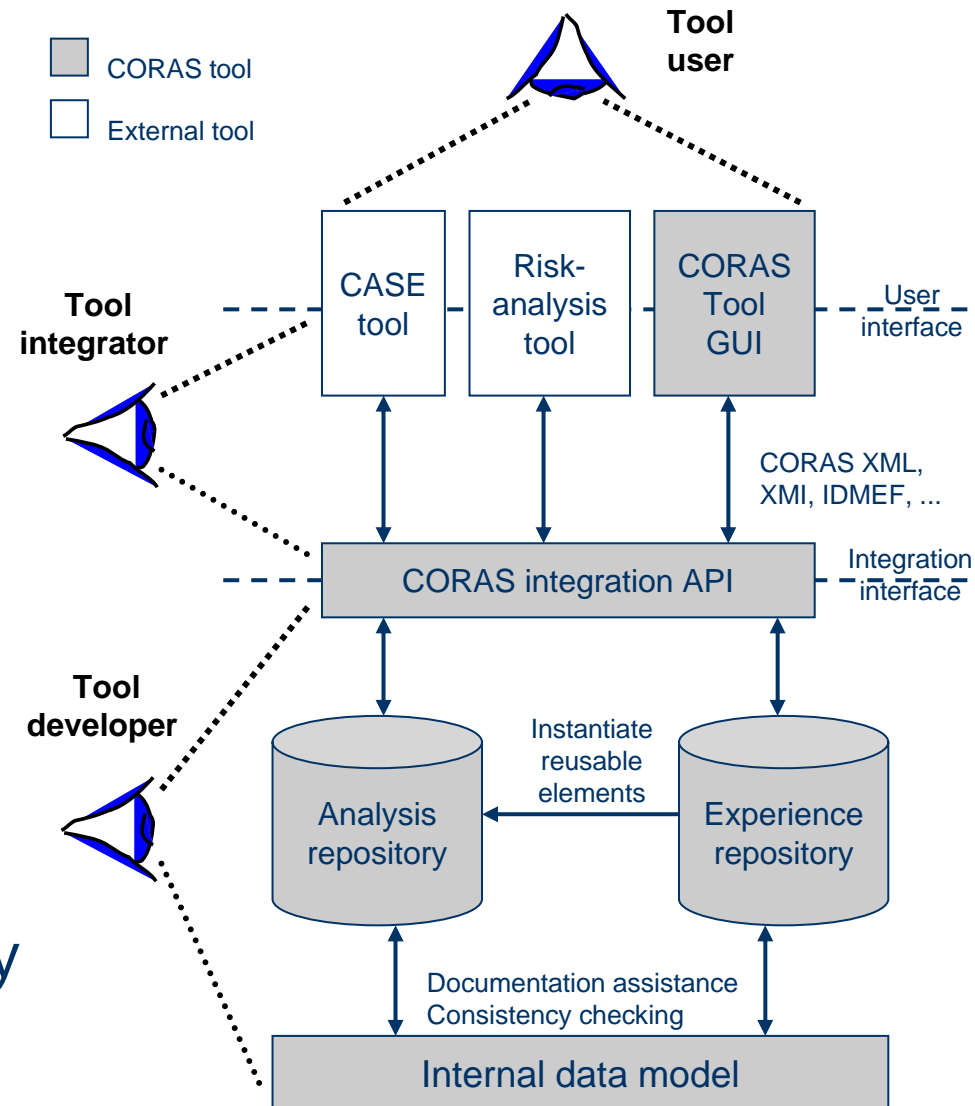 Tool
user
CORAS tool
External tool
CASE
tool
Risk-
analysis
tool
CORAS
Tool
GUI
User
interface
Tool
integrator
CORAS XML,
XMI, IDMEF, ...
CORAS integration API
Integration
interface
Tool
developer
Instantiate
reusable
elements
Analysis
repository
Experience
repository
y
Documentation assistance
Consistency checking
Internal data model